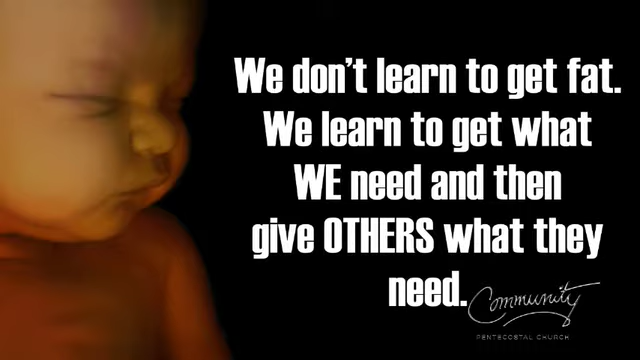 We don't learn to get fat.
We learn to get what
WE need and then
give OTHERS what they
need.
Community
PENTECOSTAL CHURCH